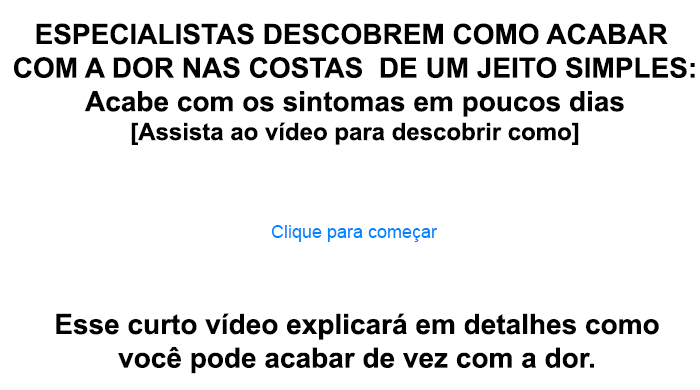 ESPECIALISTAS DESCOBREM COMO ACABAR
COM A DOR NAS COSTAS  DE UM JEITO SIMPLES:
Acabe com os sintomas em poucos dias
[Assista ao vídeo para descobrir como]
Clique para começar
Esse curto vídeo explicará em detalhes como
você pode acabar de vez com a dor.